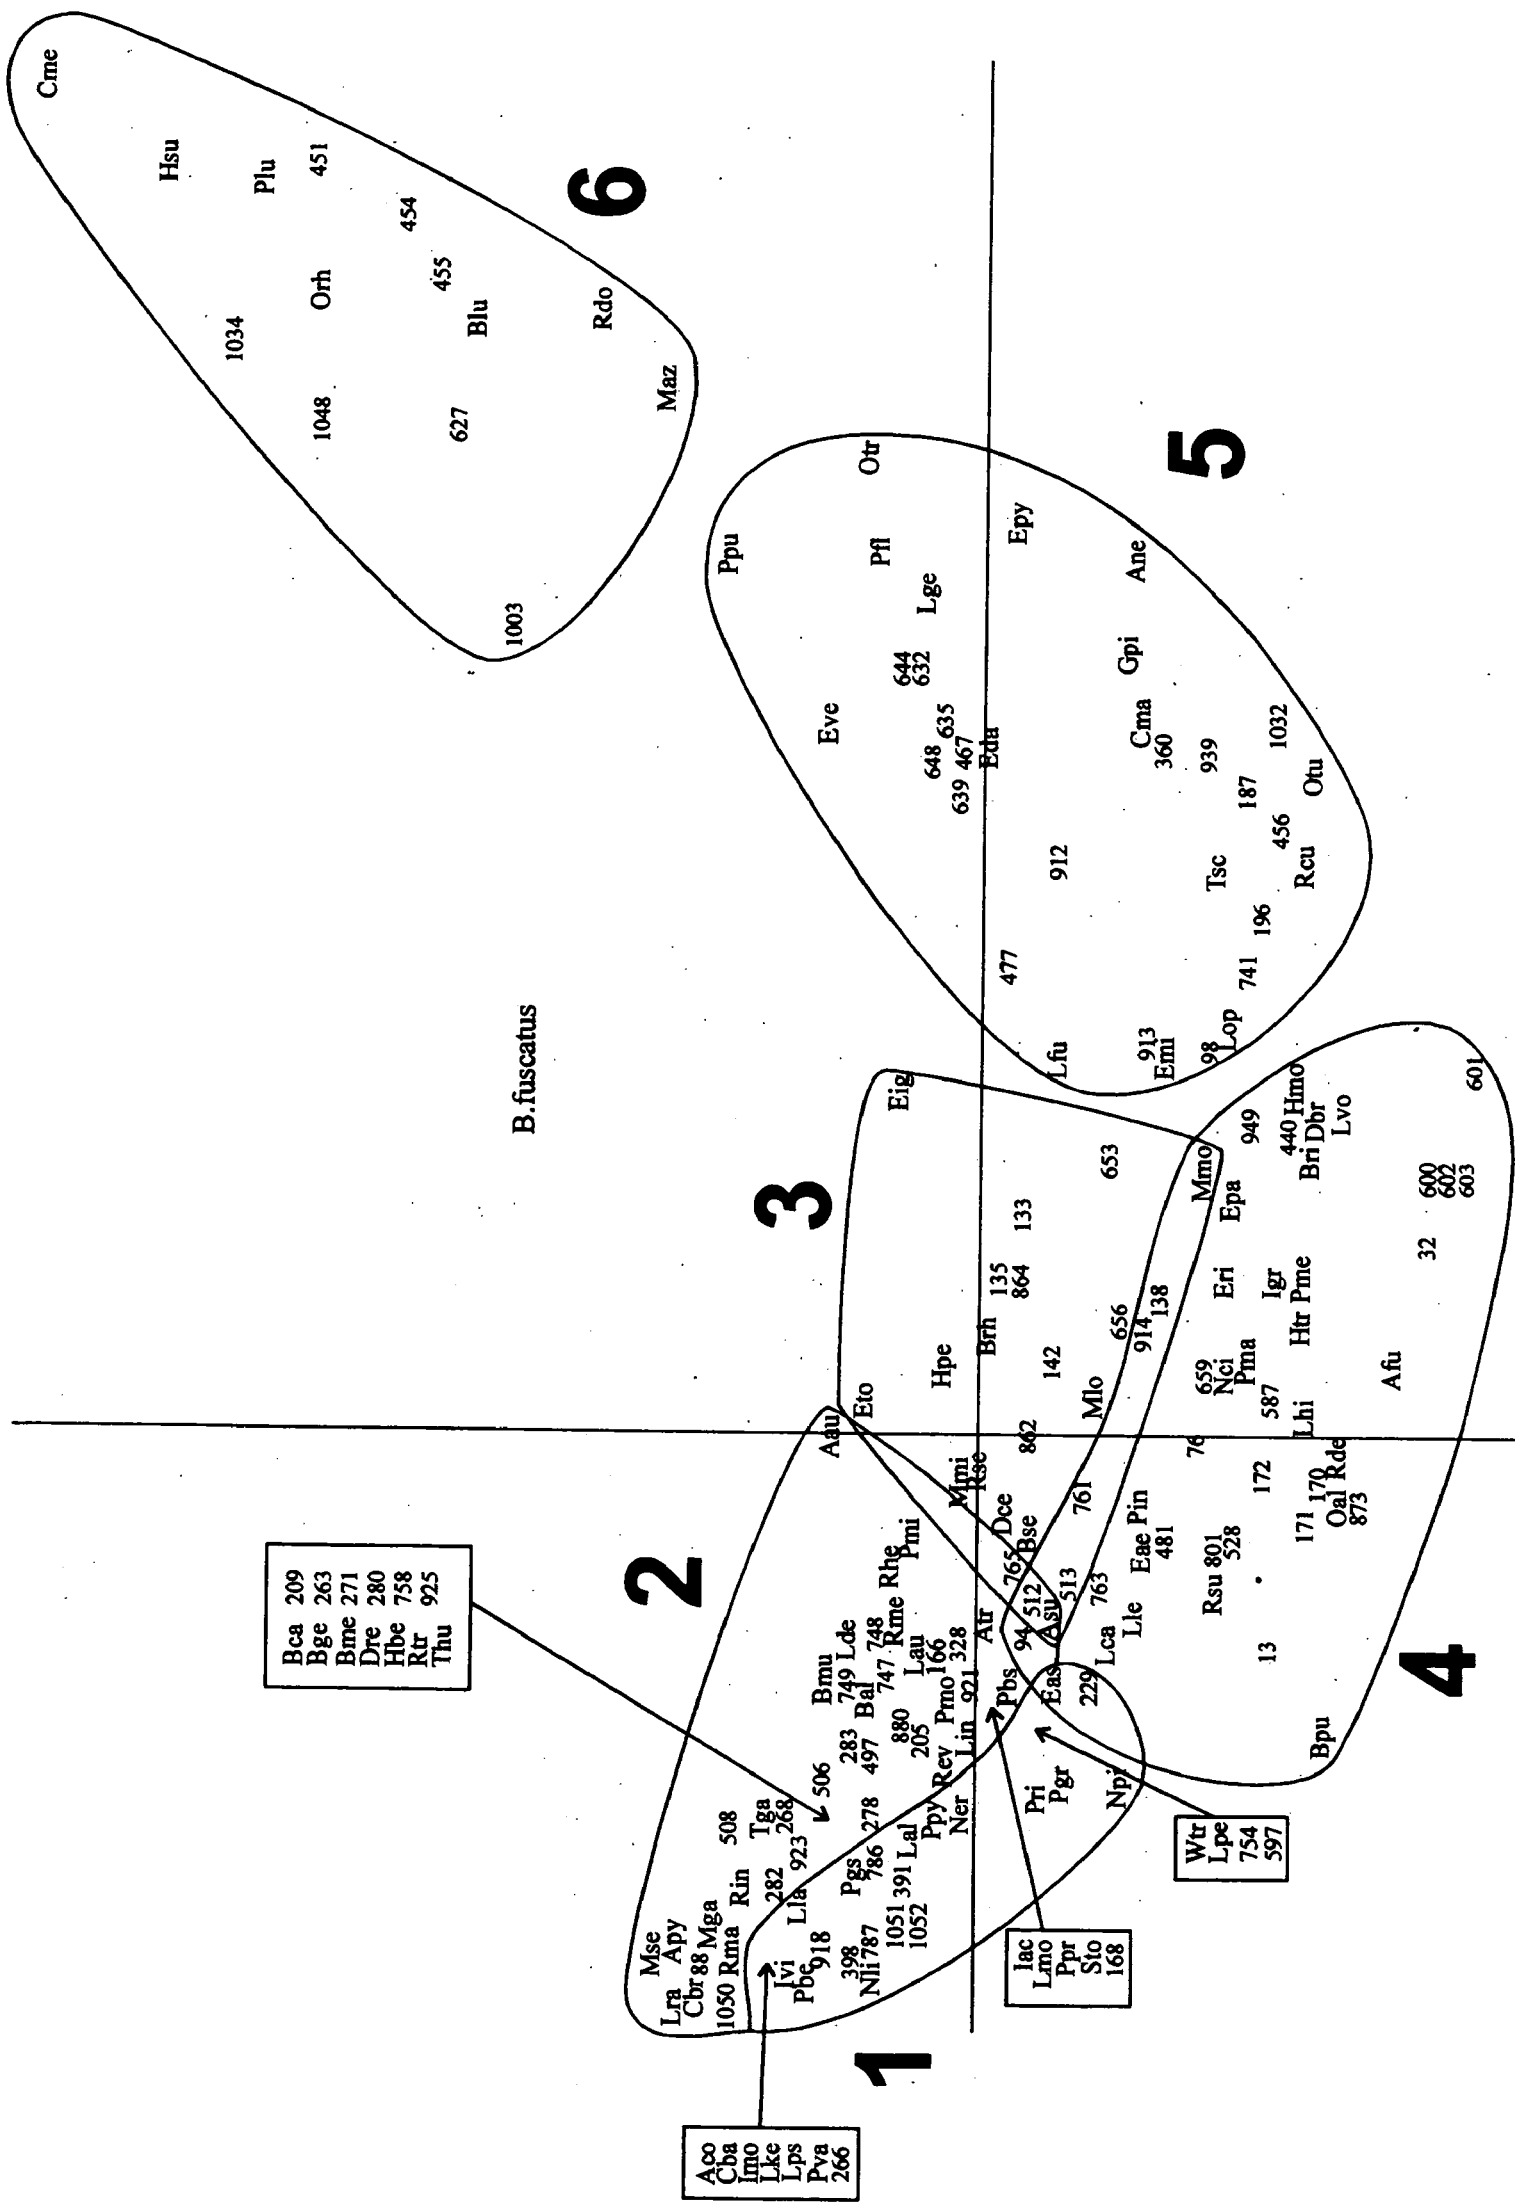 Cme
Hsu
Plu
451
454
455
Orh
1034
Blu
Rdo
1048
627
Maz
1003
6
Ppu
Otr
Pfl
Lge
Epy
Ane
644
632
Eve
635
648
467
Eda
639
Gpi
Cma
360
939
1032
187
Otu
456
912
Tsc
Rcu
196
477
741
Lfu
913
Emi
98
Lop
5
B.fuscatus
3
Eig
653
Mmo
133
135
864
656
138
914
Brh
Hpe
142
Eto
Mlo
862
949
Hmo
440
Dbr
Bri
Lvo
601
Epa
600
602
603
32
Eri
Igr
Pme
Htr
659
Nci
Pma
587
Afu
Lhi
76
172
170
Rde
171
Oal
873
761
Pin
Eae
481
801
Rsu
528
513
763
Lle
Lca
229
13
Bpu
4
2
Aau
Mmi
Rse
Dce
Bse
765
512
Asu
94
Atr
Pmi
Rhe
Rme
748
Lde
Lau
166
328
Bmu
749
747
Bal
Pmo
921
Pbs
Eas
283
497
880
205
Lin
Rev
506
278
Ppy
Ner
508
Tga
268
923
Lal
Rin
282
786
Pgs
391
Lla
Mse
Apy
Mga
88
Rma
Lra
Cbr
1050
918
Pbe
398
787
Nli
1051
1052
Pri
Pgr
Npi
1
Bca 209
Bge 263
Bme 271
Dre 280
Hbe 758
Rtr 925
Thu
Aco
Cba
Imo
Lke
Lps
Pva
266
Iac
Lmo
Ppr
Sto
168
Wtr
Lpe
754
597